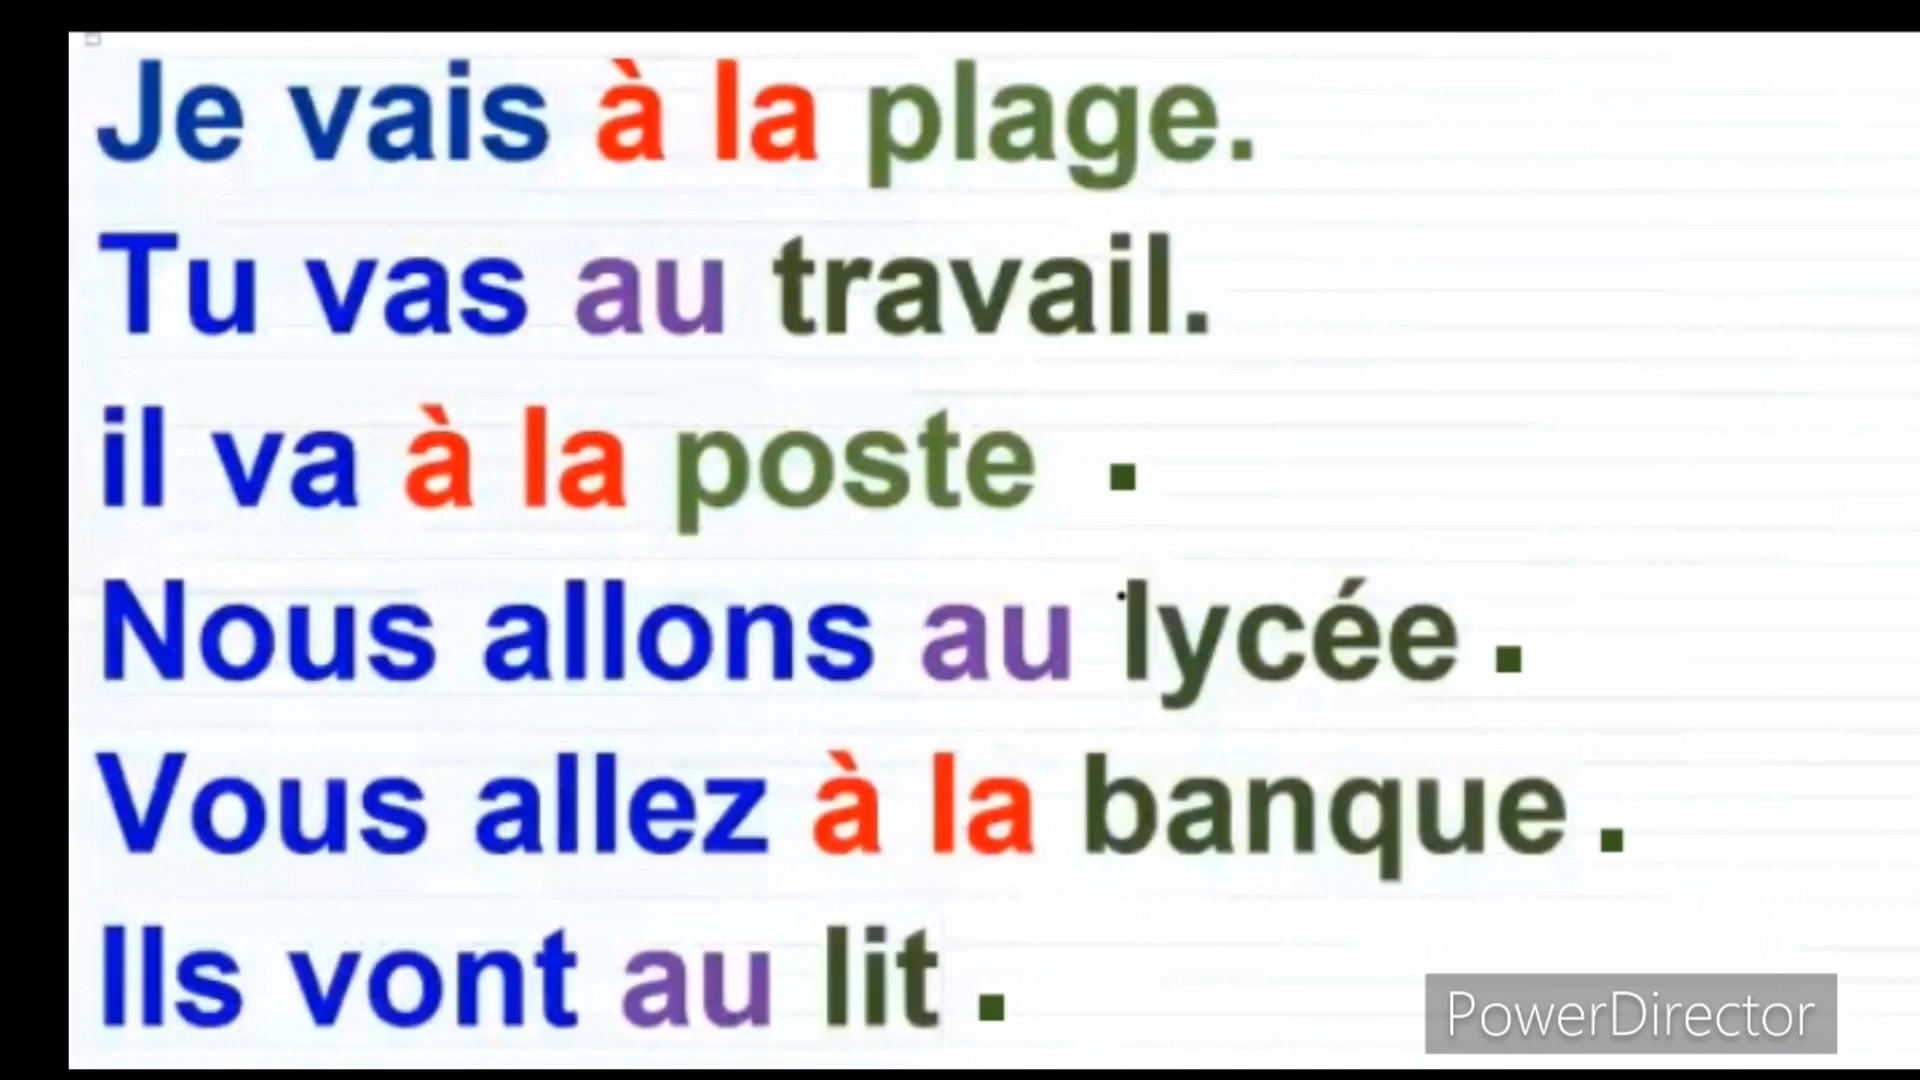 Je vais à la plage.
Tu vas au travail.
il va à la poste .
Nous allons au lycée .
Vous allez à la banque .
Ils vont au lit .
PowerDirector